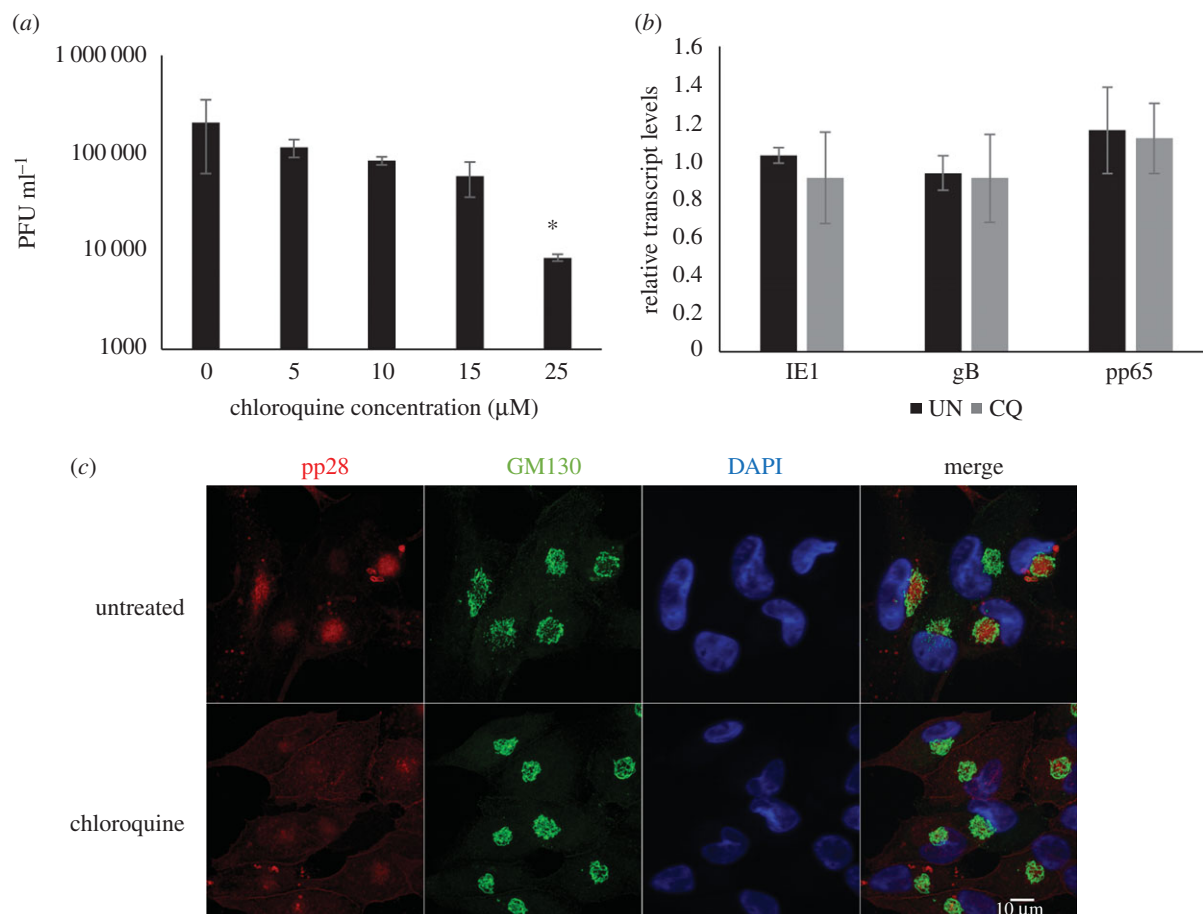 (a)
1 000 000
100 000
10 000
1000
PFU ml⁻¹
*
0 5 10 15 25
chloroquine concentration (µM)
(b)
1.6
1.4
1.2
1.0
0.8
0.6
0.4
0.2
0
relative transcript levels
IE1 gB pp65
UN CQ
(c)
pp28 GM130 DAPI merge
untreated
chloroquine
10 µm